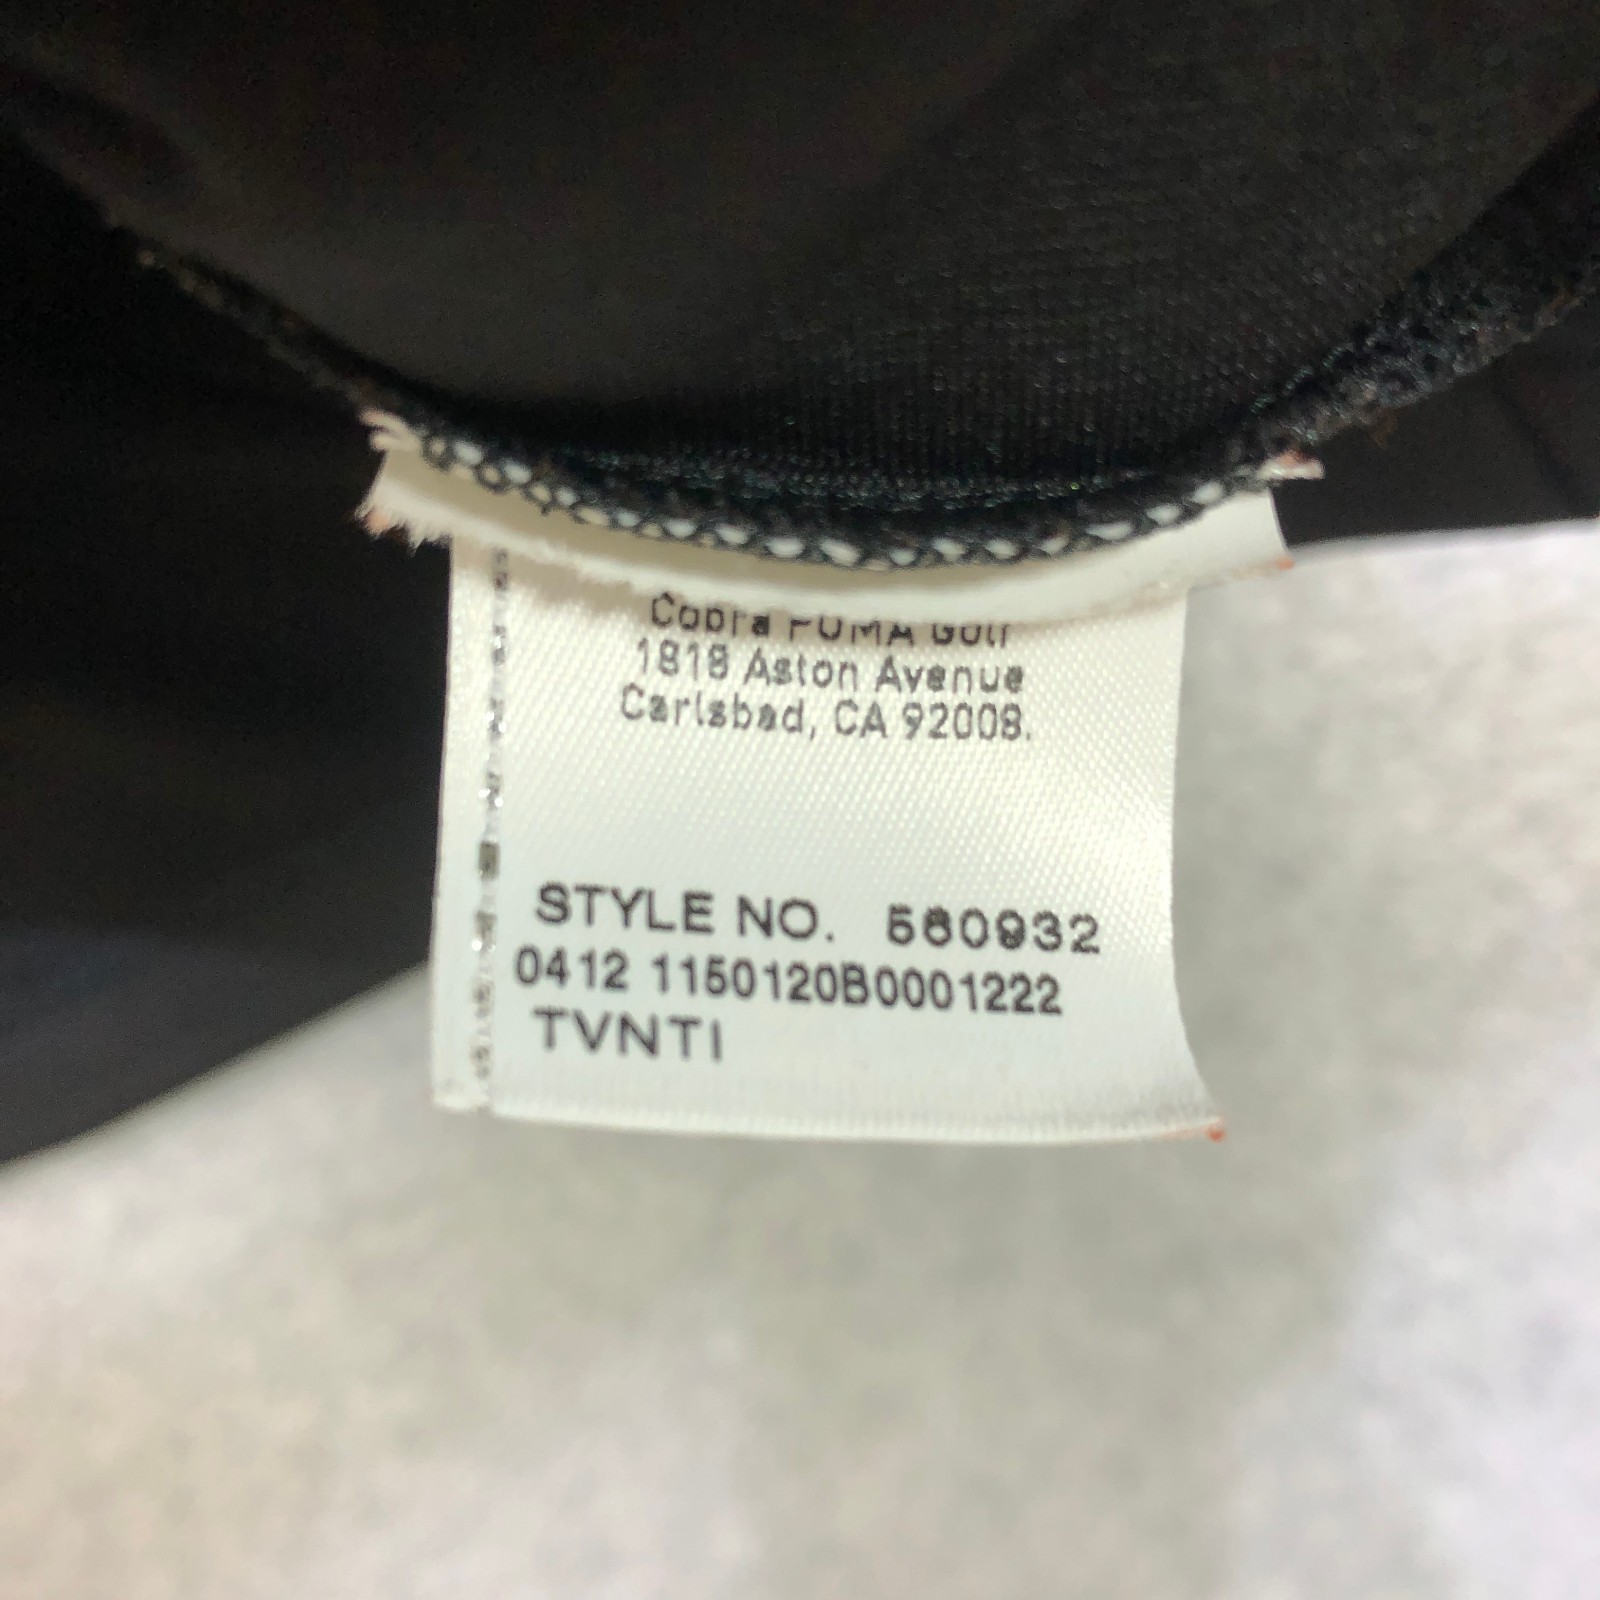 Cobra PUMA Golf
1818 Aston Avenue
Carlsbad, CA 92008.
STYLE NO. 560932
0412 1150120B0001222
TVNTI